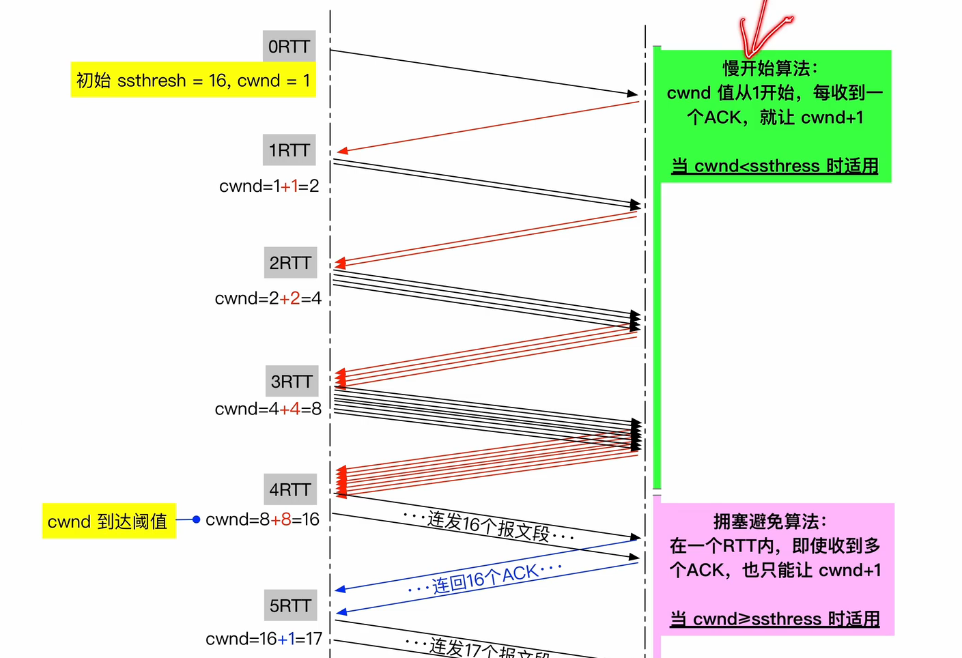 0RTT
初始 ssthresh = 16, cwnd = 1
慢开始算法：
cwnd 值从1开始，每收到一
个ACK，就让 cwnd+1
当 cwnd<ssthress 时适用
1RTT
cwnd=1+1=2
2RTT
cwnd=2+2=4
3RTT
cwnd=4+4=8
4RTT
cwnd 到达阈值
cwnd=8+8=16
···连发16个报文段···
拥塞避免算法：
在一个RTT内，即使收到多
个ACK，也只能让 cwnd+1
当 cwnd≥ssthress 时适用
···连回16个ACK···
5RTT
cwnd=16+1=17
···连发17个报文段···